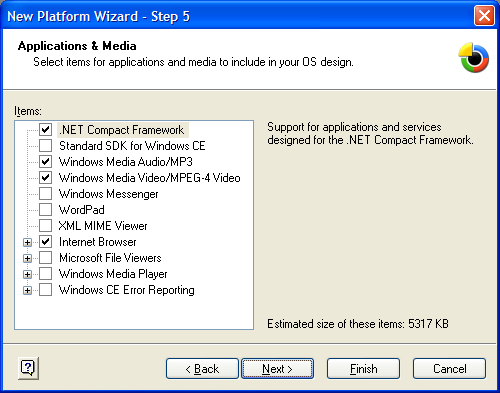 New Platform Wizard - Step 5
Applications & Media
Select items for applications and media to include in your OS design.
Items:
.NET Compact Framework
Standard SDK for Windows CE
Windows Media Audio/MP3
Windows Media Video/MPEG-4 Video
Windows Messenger
WordPad
XML MIME Viewer
Internet Browser
Microsoft File Viewers
Windows Media Player
Windows CE Error Reporting
Support for applications and services
designed for the .NET Compact Framework.
Estimated size of these items: 5317 KB
?
< Back
Next >
Finish
Cancel